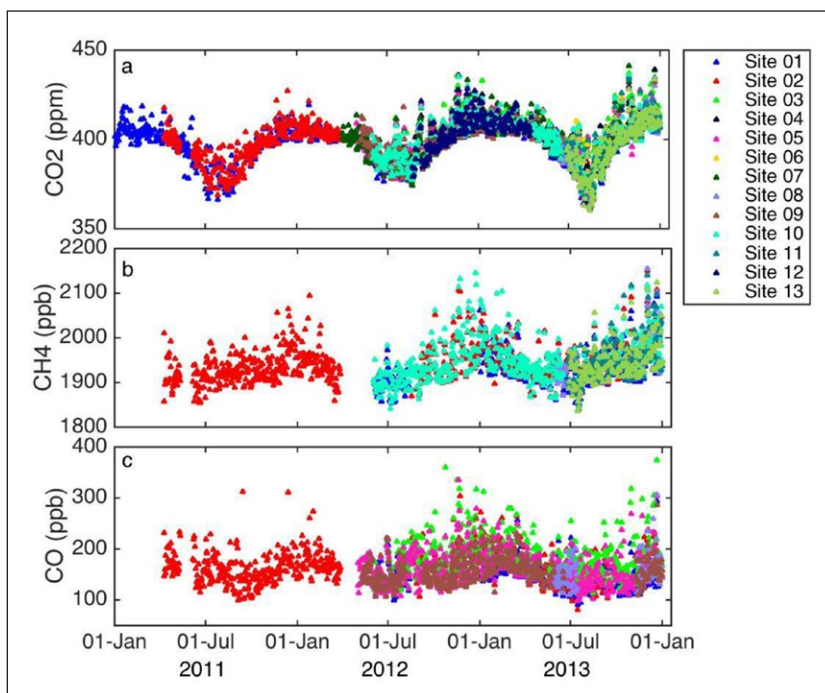 450
a
400
350
CO2 (ppm)
2200
b
2100
2000
1900
1800
CH4 (ppb)
400
c
300
200
100
CO (ppb)
01-Jan 01-Jul 01-Jan 01-Jul 01-Jan 01-Jul 01-Jan
2011 2012 2013
Site 01
Site 02
Site 03
Site 04
Site 05
Site 06
Site 07
Site 08
Site 09
Site 10
Site 11
Site 12
Site 13